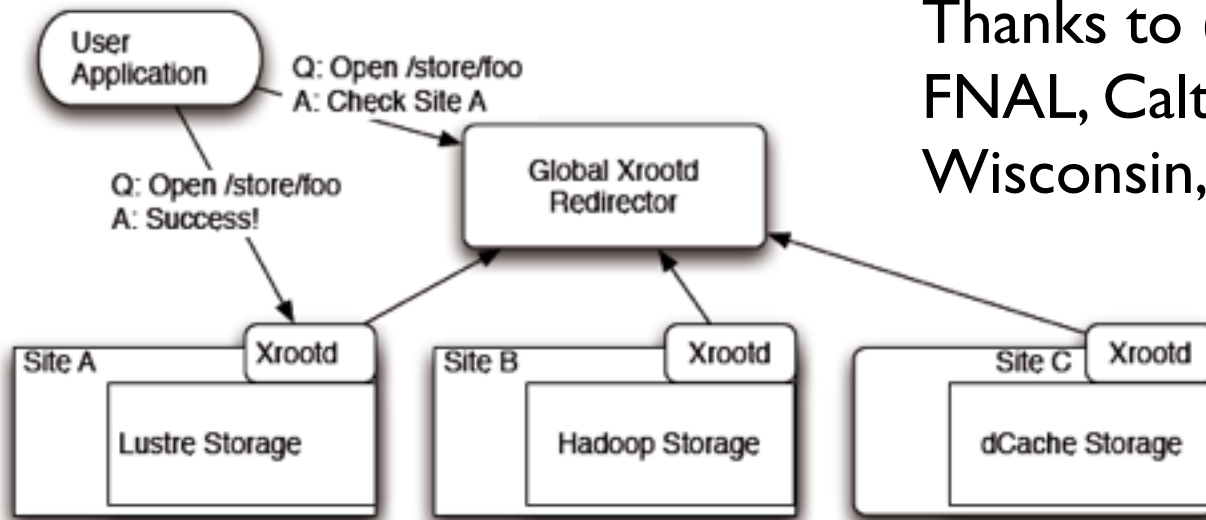 User
Application
Q: Open /store/foo
A: Check Site A
Thanks to
FNAL,
Wisconsin,
Q: Open /store/foo
A: Success!
Global Xrootd
Redirector
Site A
Xrootd
Lustre Storage
Site B
Xrootd
Hadoop Storage
Site C
Xrootd
dCache Storage